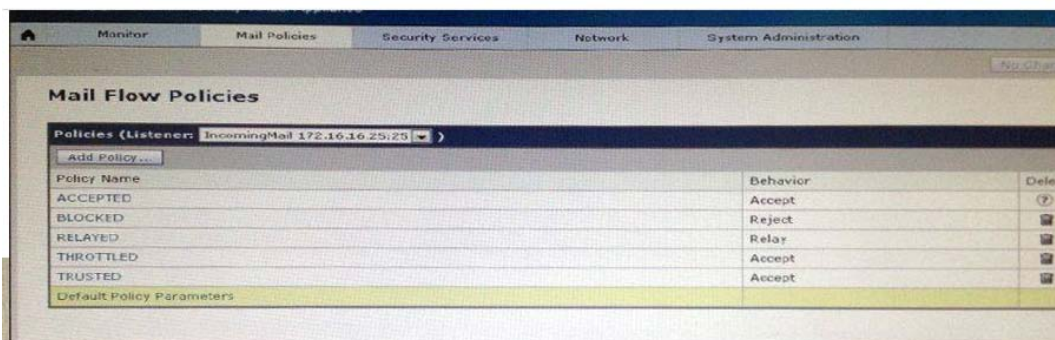 Monitor Mail Policies Security Services Network System Administration
Mail Flow Policies
Policies (Listener: IncomingMail 172.16.16.25:25 )
Add Policy...
Policy Name Behavior
ACCEPTED Accept
BLOCKED Reject
RELAYED Relay
THROTTLED Accept
TRUSTED Accept
Default Policy Parameters